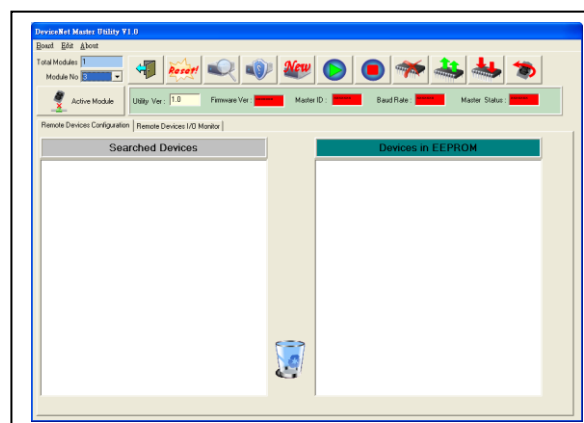 DeviceNet Master Utility V1.0
Board Edit About
Total Modules 1
Module No 3
Reset! New
Active Module
Utility Ver : 1.0 Firmware Ver : Master ID : Baud Rate : Master Status :
Remote Devices Configuration Remote Devices I/O Monitor
Searched Devices Devices in EEPROM